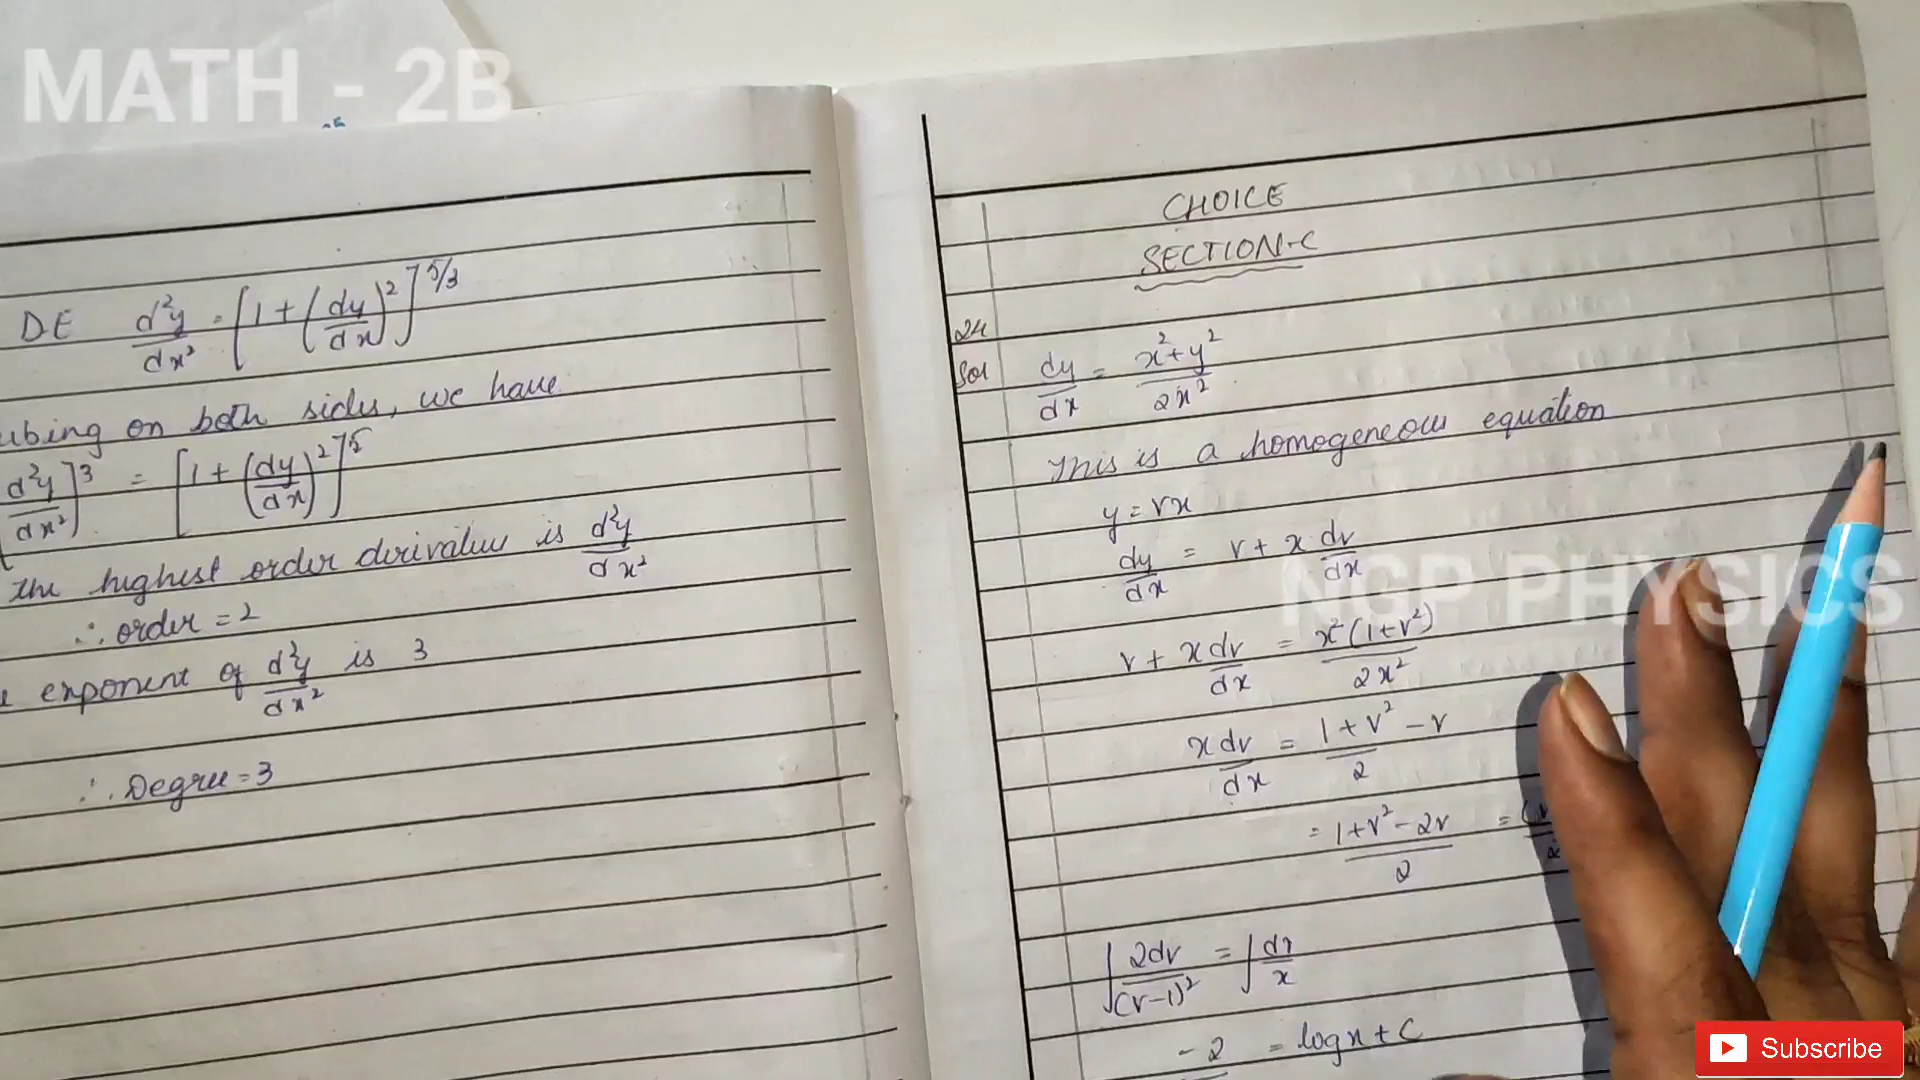 MATH - 2B
DE d²y/dx² = [1 + (dy/dx)²]^5/3
ubing on both sides, we have
[d²y/dx²]³ = [1 + (dy/dx)²]^5
The highest order derivative is d²y/dx²
∴ order = 2
exponent of d²y/dx² is 3
∴ Degree = 3
CHOICE
SECTION-C
24
Sol dy/dx = x² + y²/2x²
This is a homogeneous equation
y = vx
dy/dx = v + x dv/dx
NGP PHYSICS
v + x dv/dx = x²(1 + v²)/2x²
x dv/dx = 1 + v²/2 - v
= 1 + v² - 2v/2 =
∫ 2dv/(v-1)² = ∫ dx/x
-2 = log x + C
Subscribe